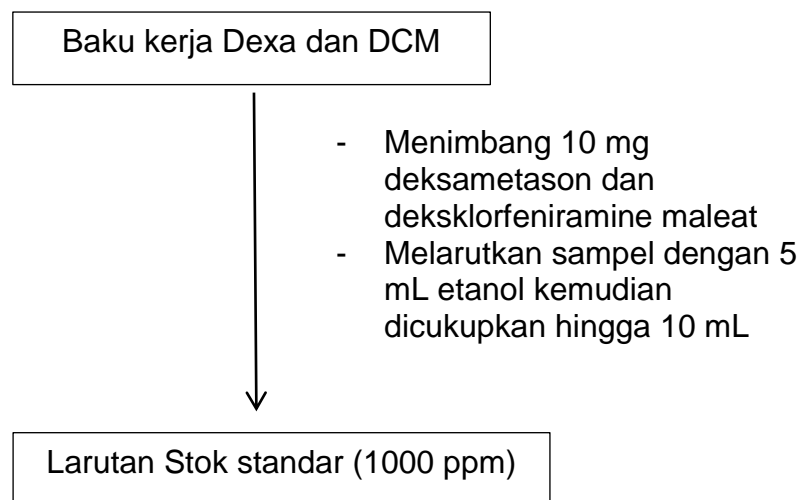 Baku kerja Dexa dan DCM
- Menimbang 10 mg
deksametason dan
deksklorfeniramine maleat
- Melarutkan sampel dengan 5
mL etanol kemudian
dicukupkan hingga 10 mL
Larutan Stok standar (1000 ppm)